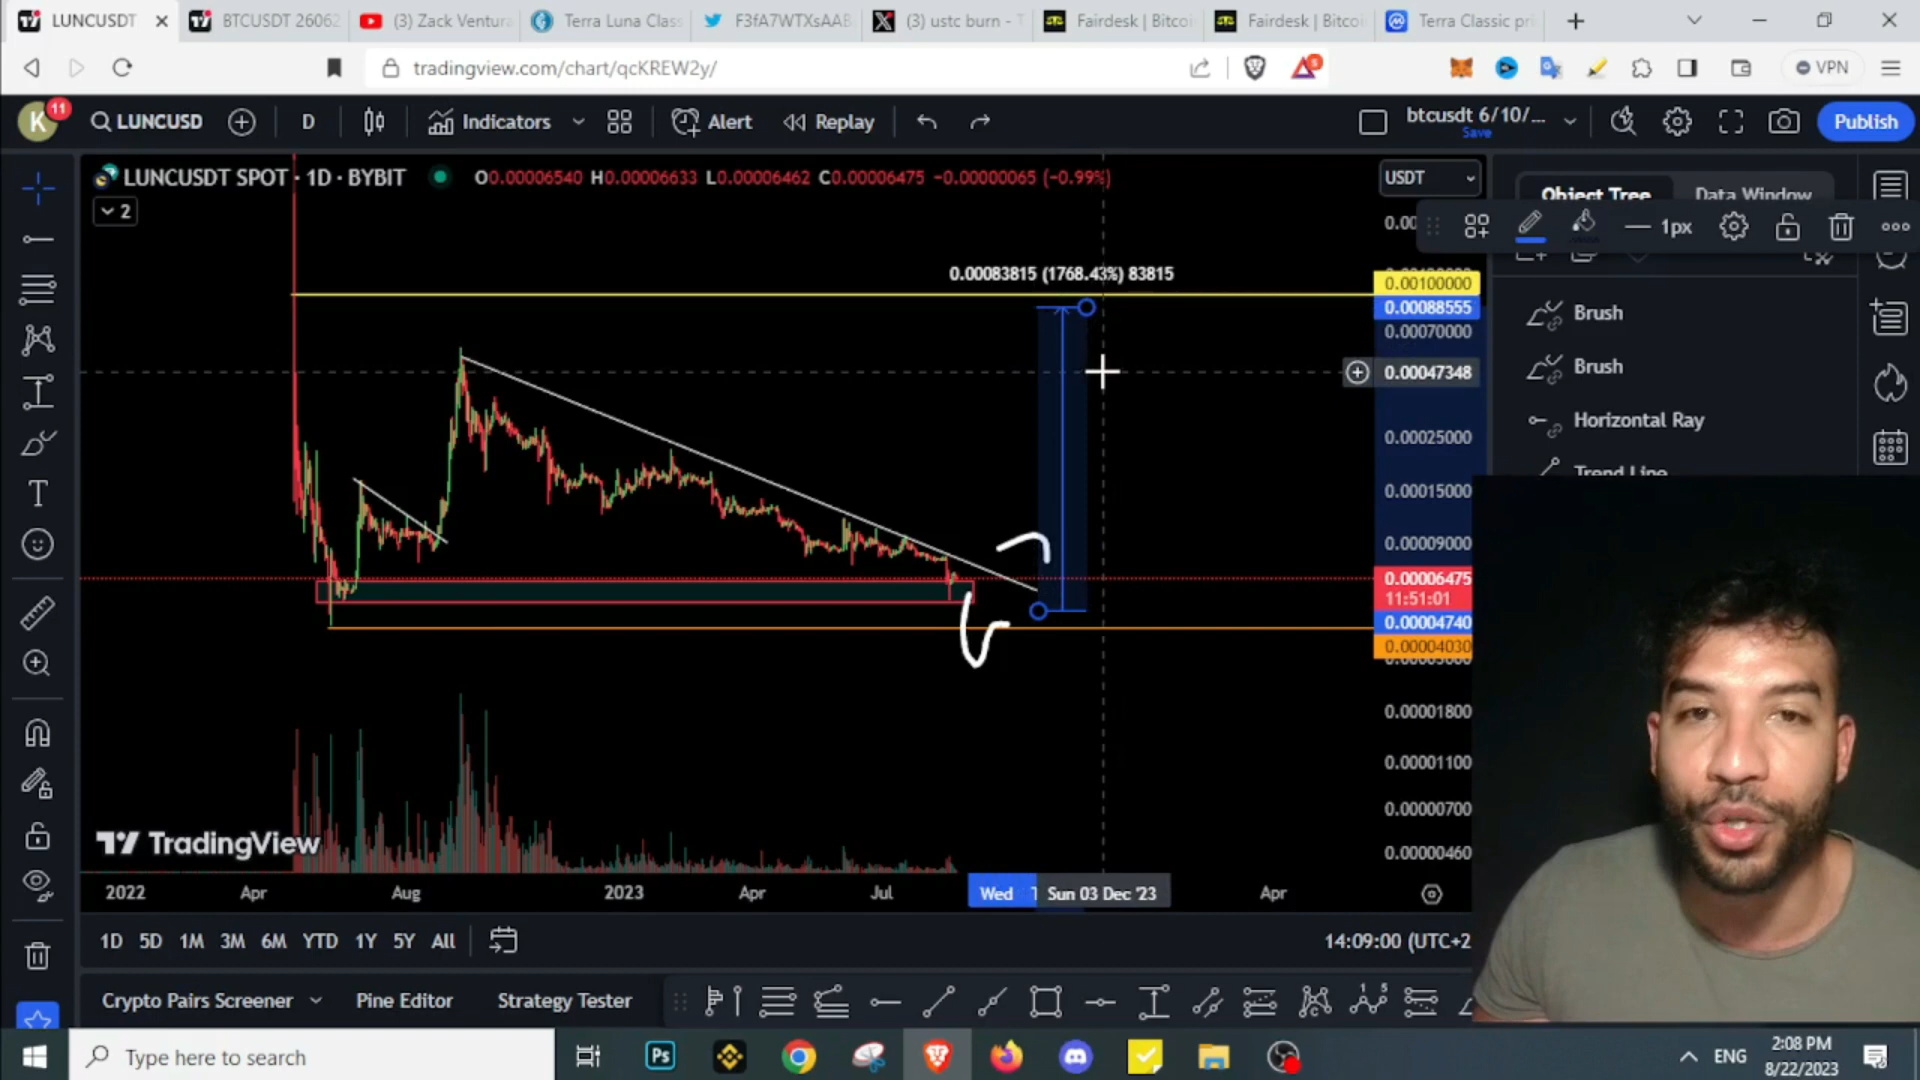 LUNCUSDT
BTCUSDT 26062
(3) Zack Ventura
Terra Luna Clas
F3fA7WTXsAAB
(3) ustc burn - T
Fairdesk | Bitcoi
Fairdesk | Bitcoi
Terra Classic pri
tradingview.com/chart/qcKREW2y/
5
VPN
K
11
LUNCUSD
D
Indicators
Alert
Replay
btcusdt 6/10/...
Save
Publish
LUNCUSDT SPOT · 1D · BYBIT
O0.00006540 H0.00006633 L0.00006462 C0.00006475 −0.00000065 (−0.99%)
2
USDT
Object Tree
Data Window
1px
0.00083815 (1768.43%) 83815
0.00100000
0.00088555
0.00070000
0.00047348
0.00025000
0.00015000
0.00009000
0.00006475
11:51:01
0.00004740
0.00004030
0.00001800
0.00001100
0.00000700
0.00000460
Brush
Brush
Horizontal Ray
Trend Line
TradingView
2022
Apr
Aug
2023
Apr
Jul
Wed
Sun 03 Dec '23
Apr
1D 5D 1M 3M 6M YTD 1Y 5Y All
14:09:00 (UTC+2
Crypto Pairs Screener
Pine Editor
Strategy Tester
Type here to search
Ps
ENG
2:08 PM
8/22/2023